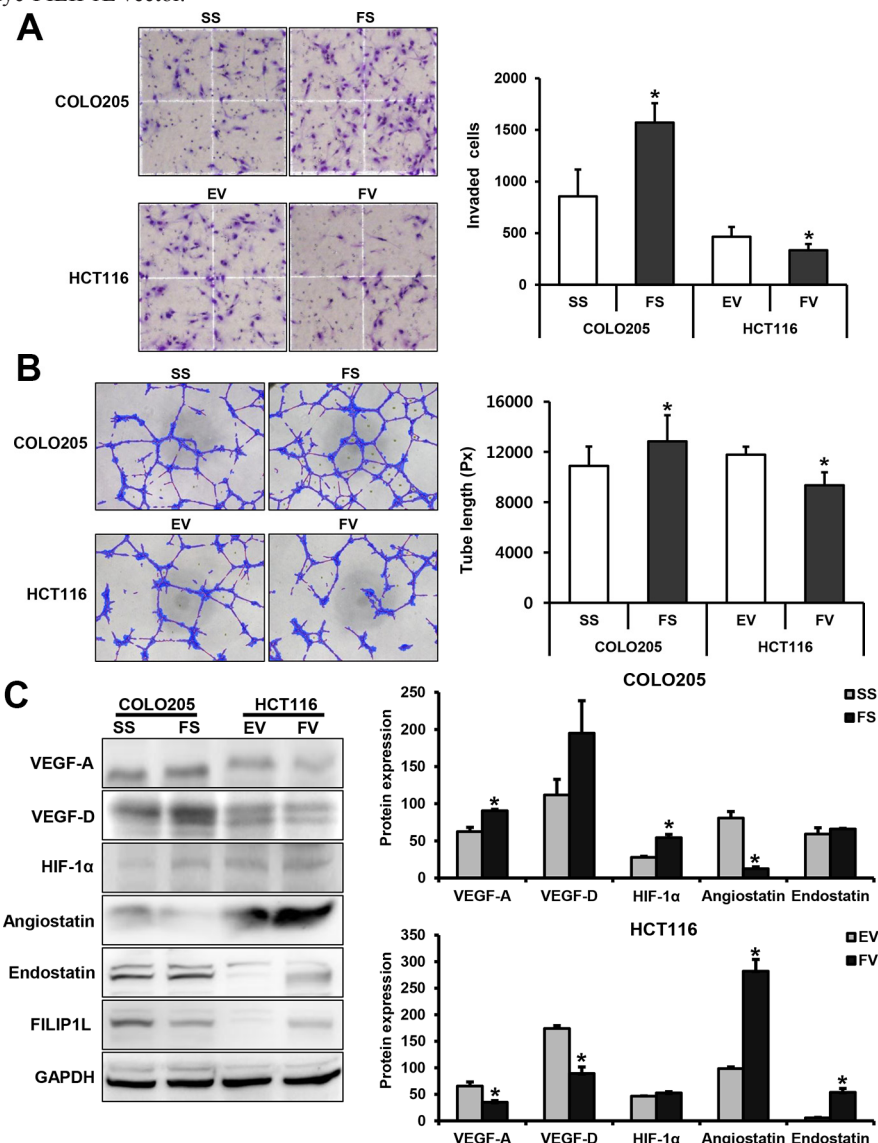 A
SS FS
COLO205
EV FV
HCT116
2000
1500
1000
500
0
Invaded cells
*
*
SS FS EV FV
COLO205 HCT116
B
SS FS
COLO205
EV FV
HCT116
16000
12000
8000
4000
0
Tube length (Px)
*
*
SS FS EV FV
COLO205 HCT116
C
COLO205 HCT116
SS FS EV FV
VEGF-A
VEGF-D
HIF-1α
Angiostatin
Endostatin
FILIP1L
GAPDH
COLO205
SS
FS
250
200
150
100
50
0
Protein expression
*
*
*
VEGF-A VEGF-D HIF-1α Angiostatin Endostatin
HCT116
EV
FV
350
300
250
200
150
100
50
0
Protein expression
*
*
*
*
VEGF-A VEGF-D HIF-1α Angiostatin Endostatin